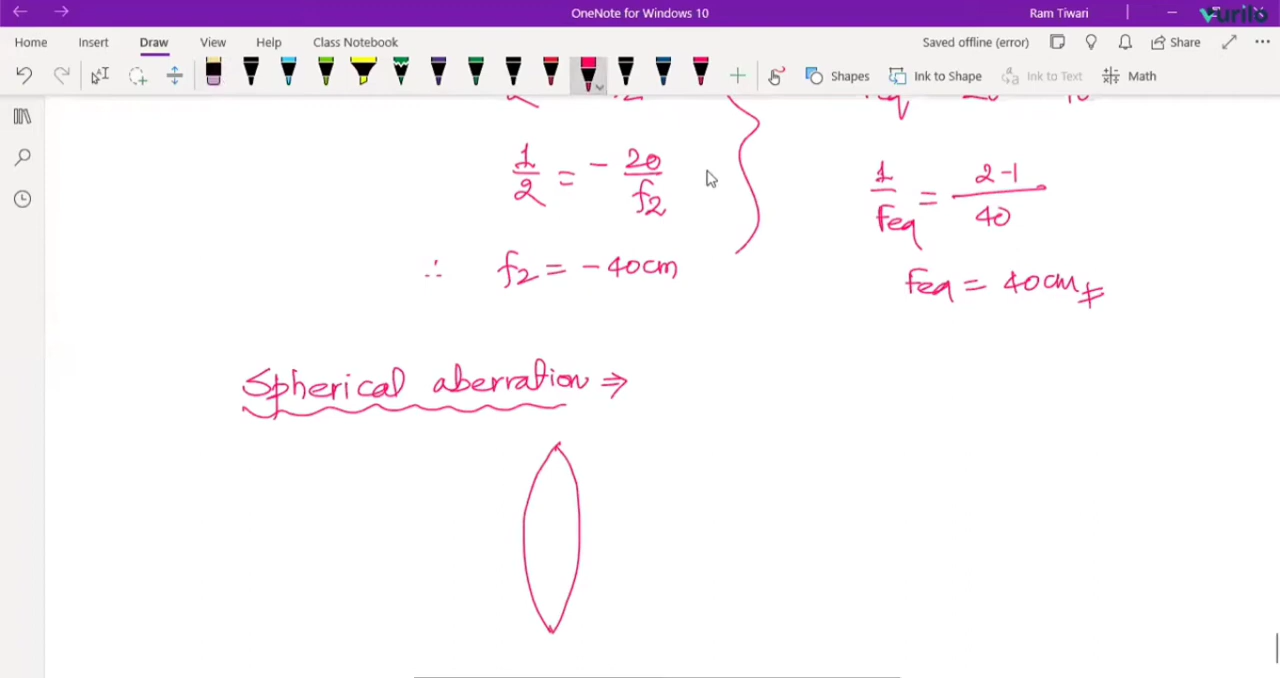 OneNote for Windows 10
Ram Tiwari
Yurilo
Home Insert Draw View Help Class Notebook
Saved offline (error) Share
Shapes Ink to Shape Ink to Text Math
1/2 = - 20/f2
∴ f2 = - 40cm
1/Feq = 2-1/40
Feq = 40cm
Spherical aberration ⇒